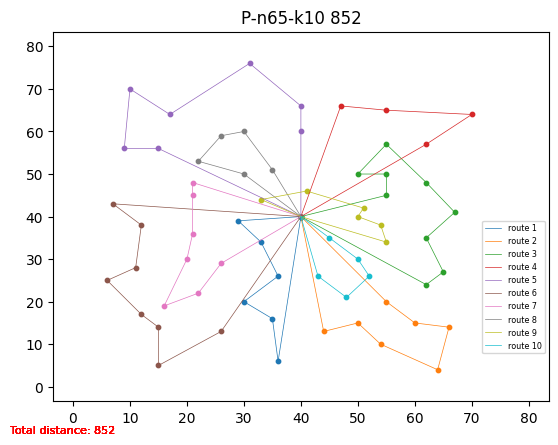 P-n65-k10 852
80
70
60
50
40
30
20
10
0
route 1
route 2
route 3
route 4
route 5
route 6
route 7
route 8
route 9
route 10
0 10 20 30 40 50 60 70 80
Total distance: 852